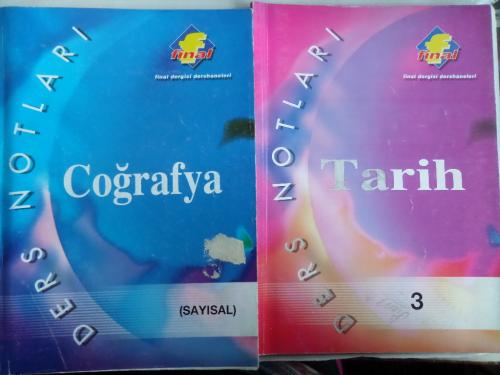 final
final dergisi dershaneleri
DERS NOTLARI
Coğrafya
(SAYISAL)
final
final dergisi dershaneleri
DERS NOTLARI
Tarih
3